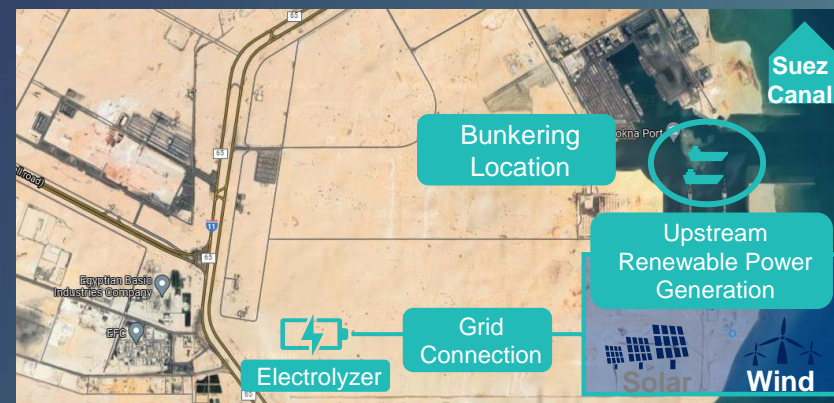 65
Suez
Canal
Bunkering
Location
okna Port
65
ilroad)
11
65
Upstream
Renewable Power
Generation
Egyptian Basic
Industries Company
EFC
Grid
Connection
Electrolyzer
Solar
Wind
65